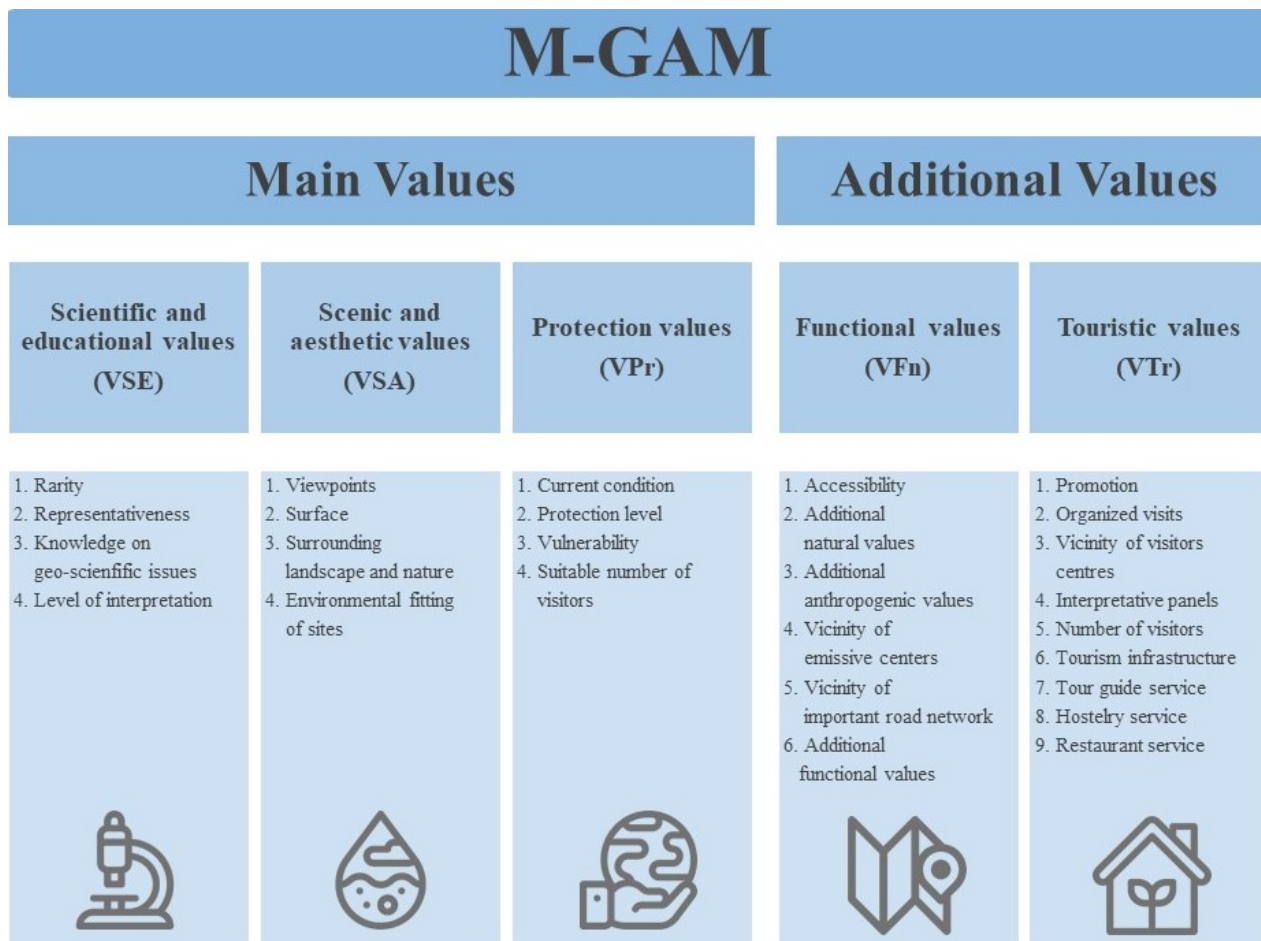 M-GAM
Main Values
Additional Values
Scientific and
educational values
(VSE)
Scenic and
aesthetic values
(VSA)
Protection values
(VPr)
Functional values
(VFn)
Touristic values
(VTr)
1. Rarity
2. Representativeness
3. Knowledge on
geo-scienfific issues
4. Level of interpretation
1. Viewpoints
2. Surface
3. Surrounding
landscape and nature
4. Environmental fitting
of sites
1. Current condition
2. Protection level
3. Vulnerability
4. Suitable number of
visitors
1. Accessibility
2. Additional
natural values
3. Additional
anthropogenic values
4. Vicinity of
emissive centers
5. Vicinity of
important road network
6. Additional
functional values
1. Promotion
2. Organized visits
3. Vicinity of visitors
centres
4. Interpretative panels
5. Number of visitors
6. Tourism infrastructure
7. Tour guide service
8. Hostelry service
9. Restaurant service